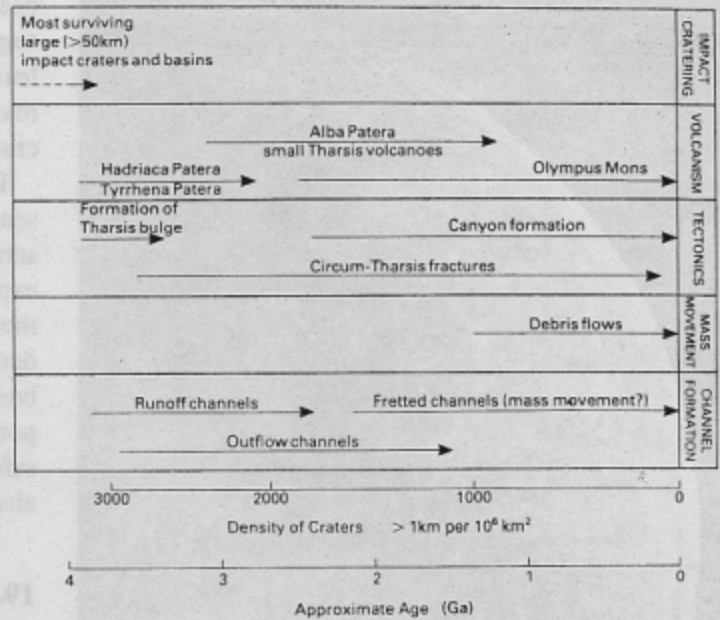 Most surviving
large (>50km)
impact craters and basins
IMPACT
CRATERING
Alba Patera
small Tharsis volcanoes
Hadriaca Patera
Tyrrhena Patera
Olympus Mons
VOLCANISM
Formation of
Tharsis bulge
Canyon formation
Circum-Tharsis fractures
TECTONICS
Debris flows
MASS
MOVEMENT
Runoff channels
Fretted channels (mass movement?)
Outflow channels
CHANNEL
FORMATION
3000 2000 1000 0
Density of Craters > 1km per 10⁶ km²
4 3 2 1 0
Approximate Age (Ga)
19.